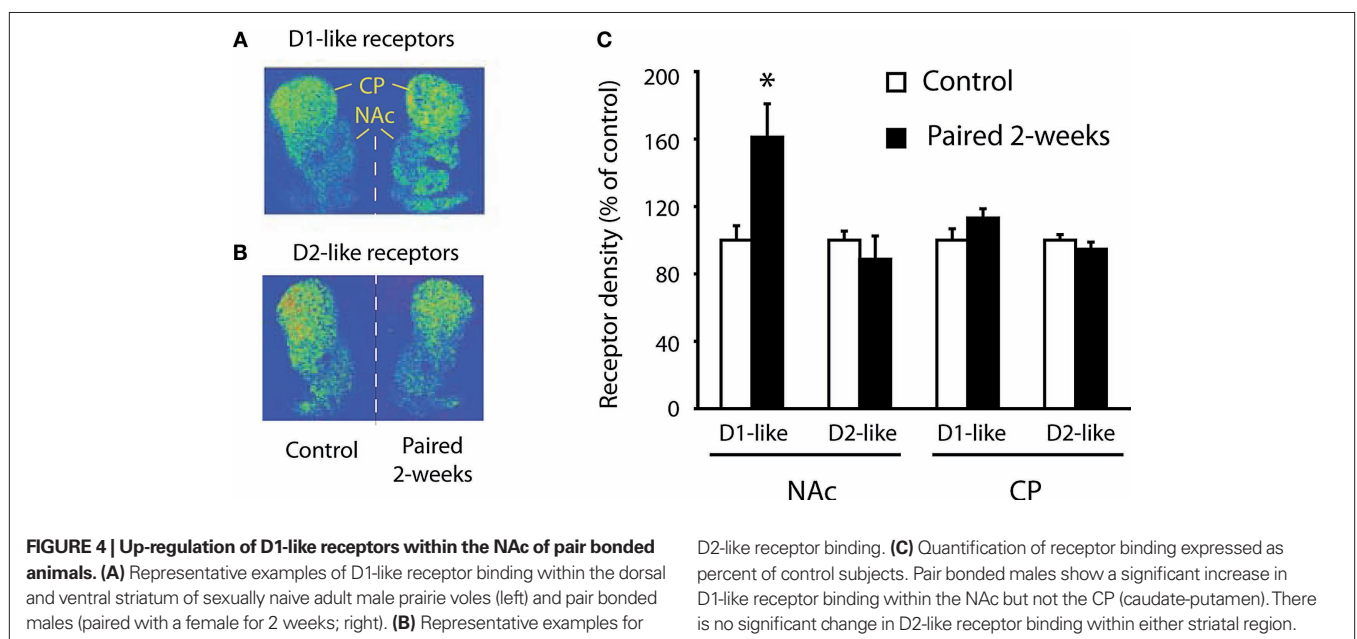 A
D1-like receptors
CP
NAc
B
D2-like receptors
Control
Paired
2-weeks
C
Receptor density (% of control)
200
160
120
80
40
0
*
Control
Paired 2-weeks
D1-like
D2-like
D1-like
D2-like
NAc
CP
FIGURE 4 | Up-regulation of D1-like receptors within the NAc of pair bonded
animals. (A) Representative examples of D1-like receptor binding within the dorsal
and ventral striatum of sexually naive adult male prairie voles (left) and pair bonded
males (paired with a female for 2 weeks; right). (B) Representative examples for
D2-like receptor binding. (C) Quantification of receptor binding expressed as
percent of control subjects. Pair bonded males show a significant increase in
D1-like receptor binding within the NAc but not the CP (caudate-putamen). There
is no significant change in D2-like receptor binding within either striatal region.